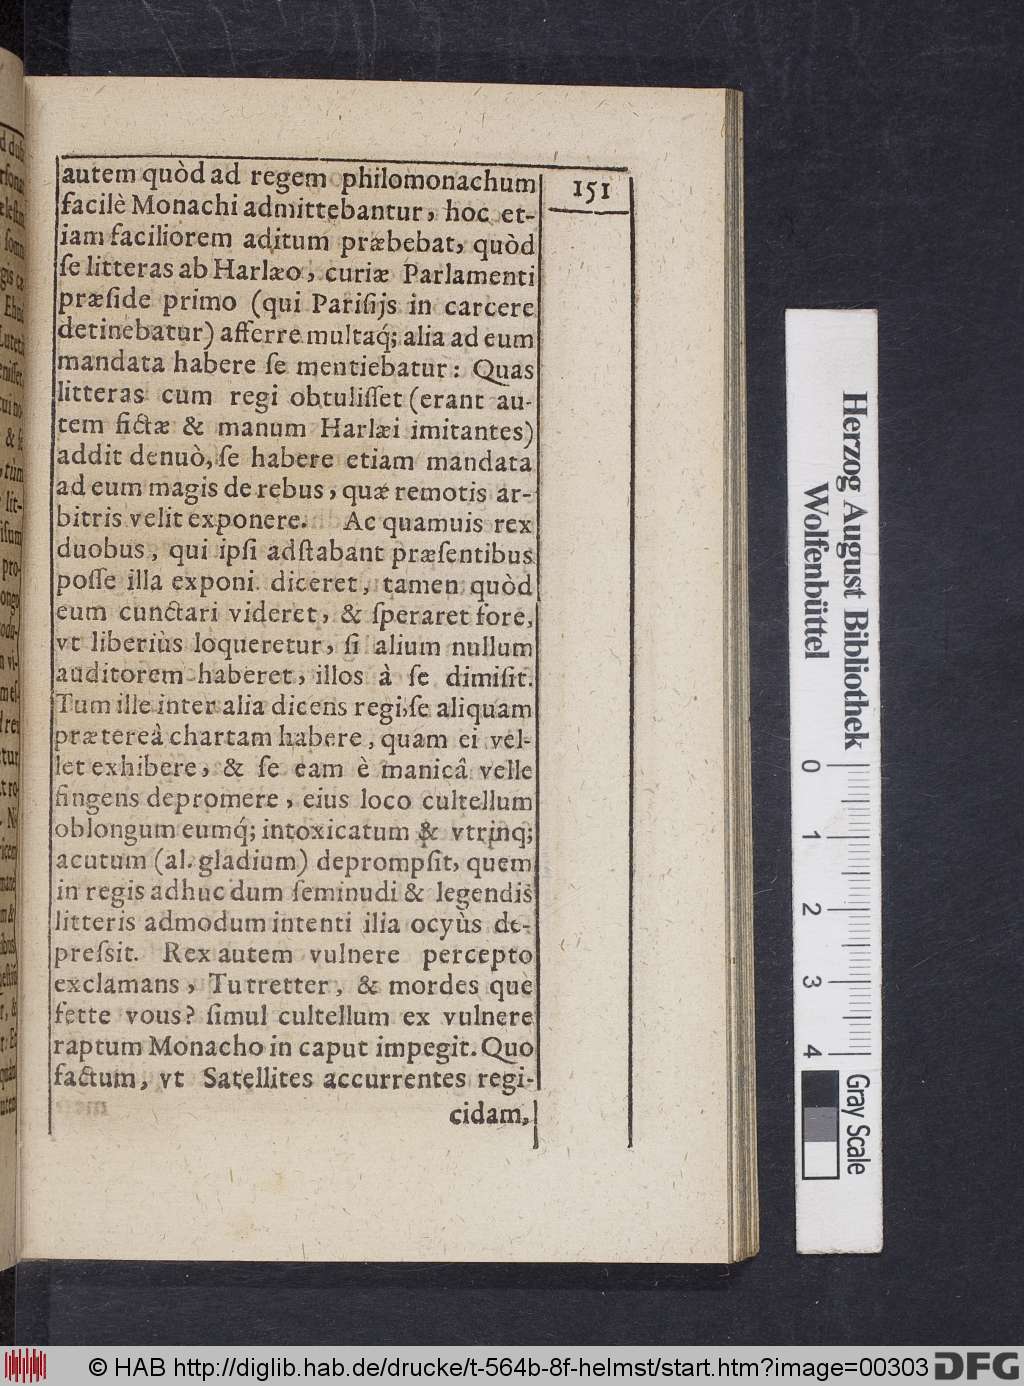 151
autem quòd ad regem philomonachum
facilè Monachi admittebantur, hoc et-
iam faciliorem aditum præbebat, quòd
ſe litteras ab Harlæo, curiæ Parlamenti
præſide primo (qui Pariſijs in carcere
detinebatur) afferre multaq́; alia ad eum
mandata habere ſe mentiebatur: Quas
litteras cum regi obtuliſſet (erant au-
tem fictæ & manum Harlæi imitantes)
addit denuò, ſe habere etiam mandata
ad eum magis de rebus, quæ remotis ar-
bitris velit exponere. Ac quamuis rex
duobus, qui ipſi adſtabant præſentibus
poſſe illa exponi diceret, tamen quòd
eum cunctari videret, & ſperaret fore,
vt liberiùs loqueretur, ſi alium nullum
auditorem haberet, illos à ſe dimiſit.
Tum ille inter alia dicens regi, ſe aliquam
prætereà chartam habere, quam ei vel-
let exhibere, & ſe eam è manicâ velle
fingens depromere, eius loco cultellum
oblongum eumq́; intoxicatum & vtrinq;
acutum (al. gladium) depromſit, quem
in regis adhuc dum ſeminudi & legendis
litteris admodum intenti ilia ocyùs de-
preſsit. Rex autem vulnere percepto
exclamans, Tutretter, & mordes què
fette vous? ſimul cultellum ex vulnere
raptum Monacho in caput impegit. Quo
factum, vt Satellites accurrentes regi-
cidam,
Herzog August Bibliothek
Wolfenbüttel
0 1 2 3 4
Gray Scale
© HAB http://diglib.hab.de/drucke/t-564b-8f-helmst/start.htm?image=00303 DFG